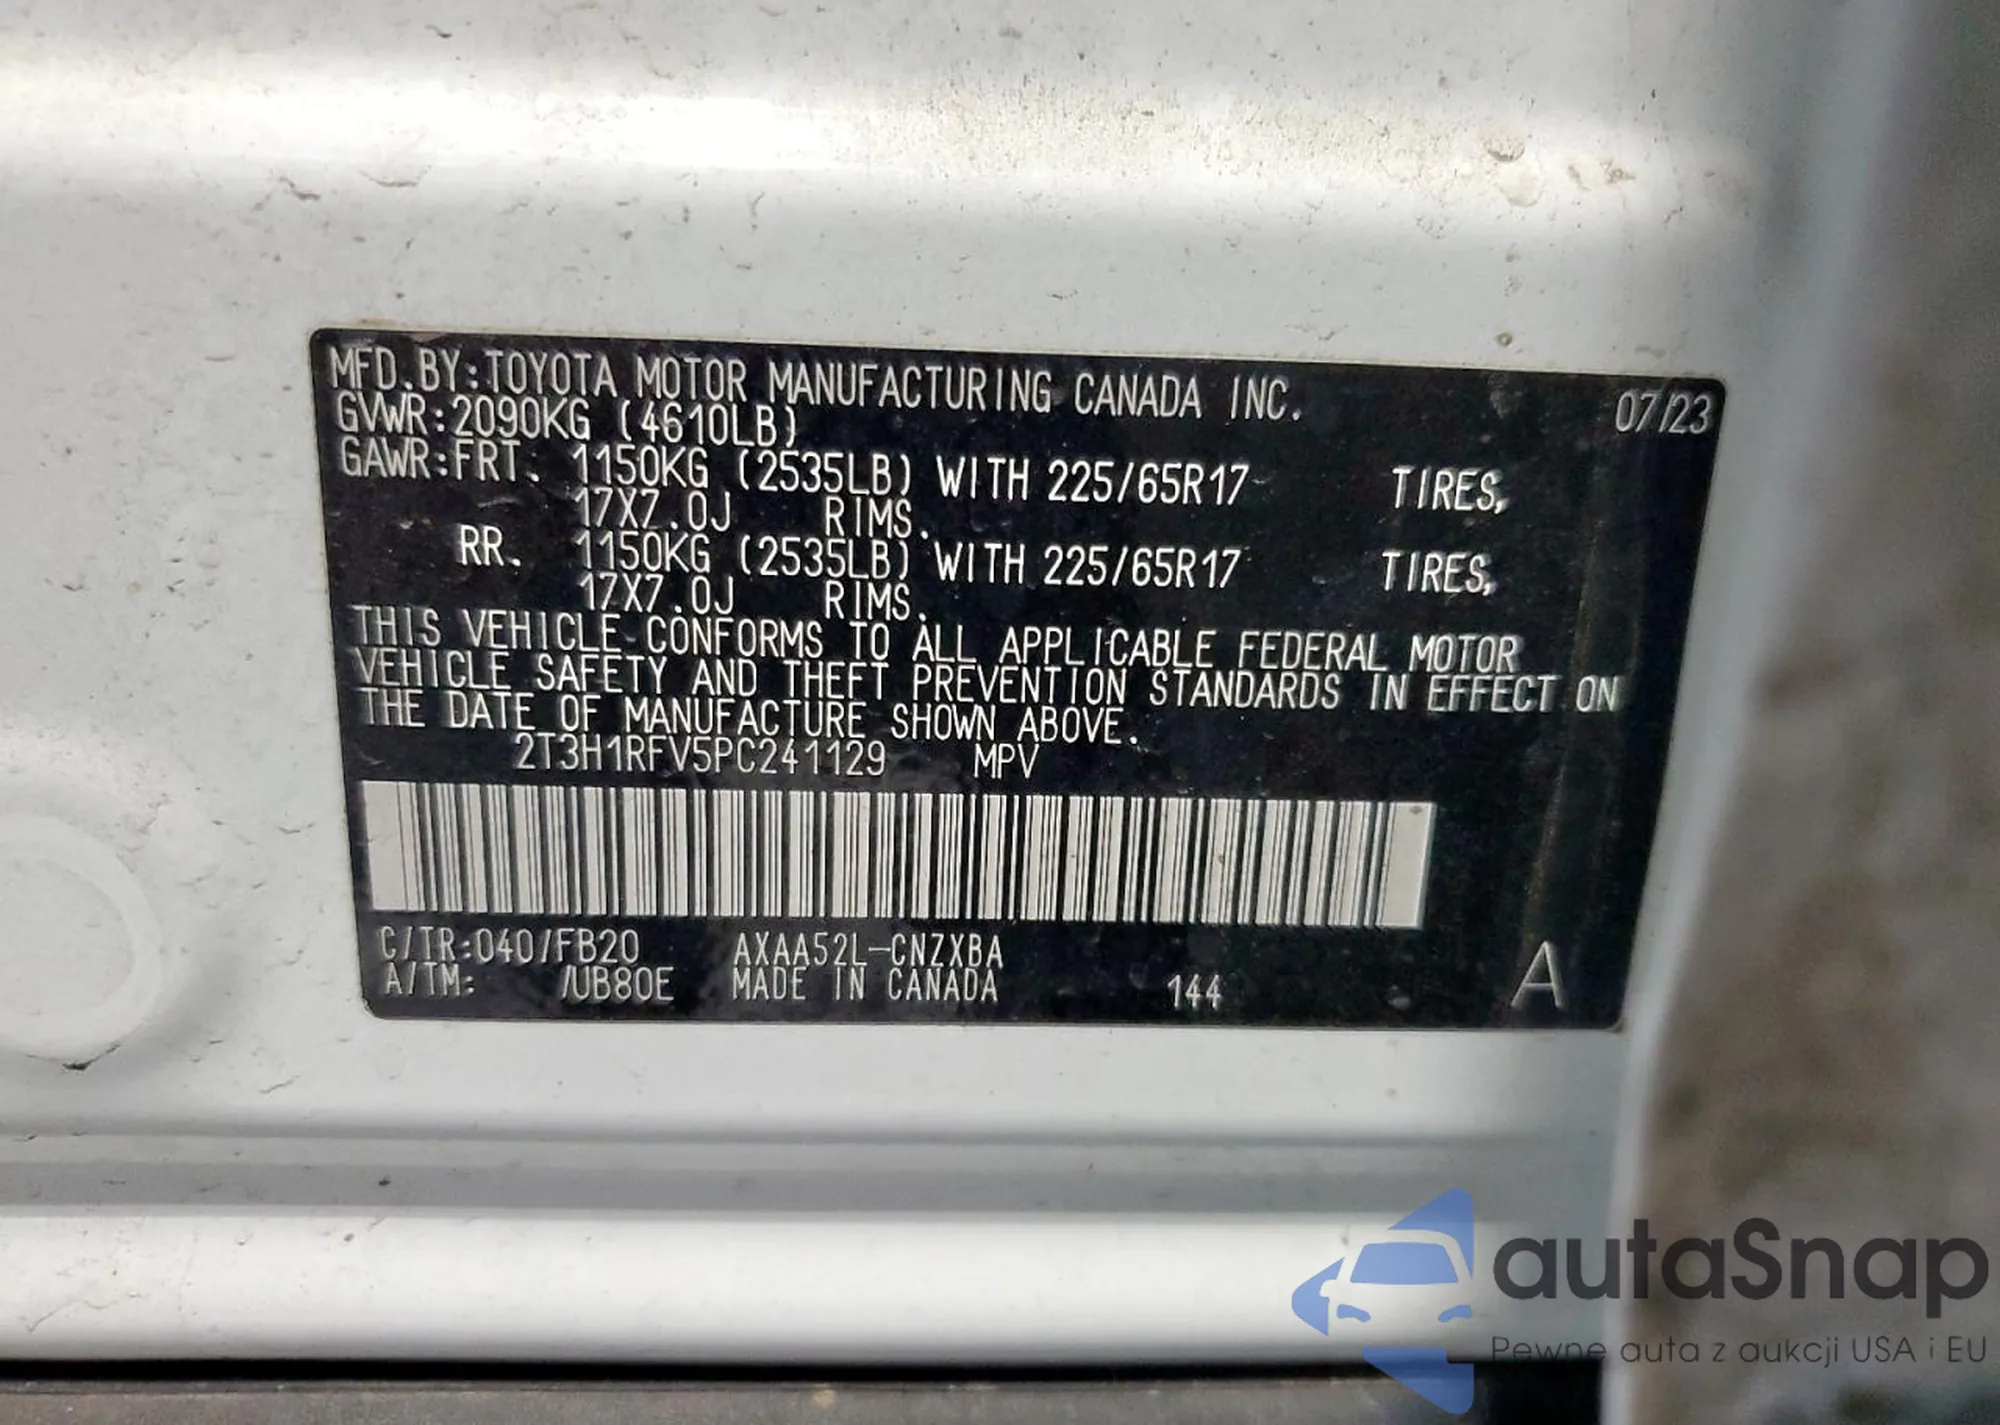 MFD.BY:TOYOTA MOTOR MANUFACTURING CANADA INC. 07/23
GVWR:2090KG (4610LB)
GAWR:FRT. 1150KG (2535LB) WITH 225/65R17 TIRES,
17X7.0J RIMS.
RR. 1150KG (2535LB) WITH 225/65R17 TIRES,
17X7.0J RIMS.
THIS VEHICLE CONFORMS TO ALL APPLICABLE FEDERAL MOTOR
VEHICLE SAFETY AND THEFT PREVENTION STANDARDS IN EFFECT ON
THE DATE OF MANUFACTURE SHOWN ABOVE.
2T3H1RFV5PC241129 MPV
C/TR:040/FB20 AXAA52L-CNZXBA
A/TM: /UB80E MADE IN CANADA 144 A
autaSnap
Pewne auta z aukcji USA i EU